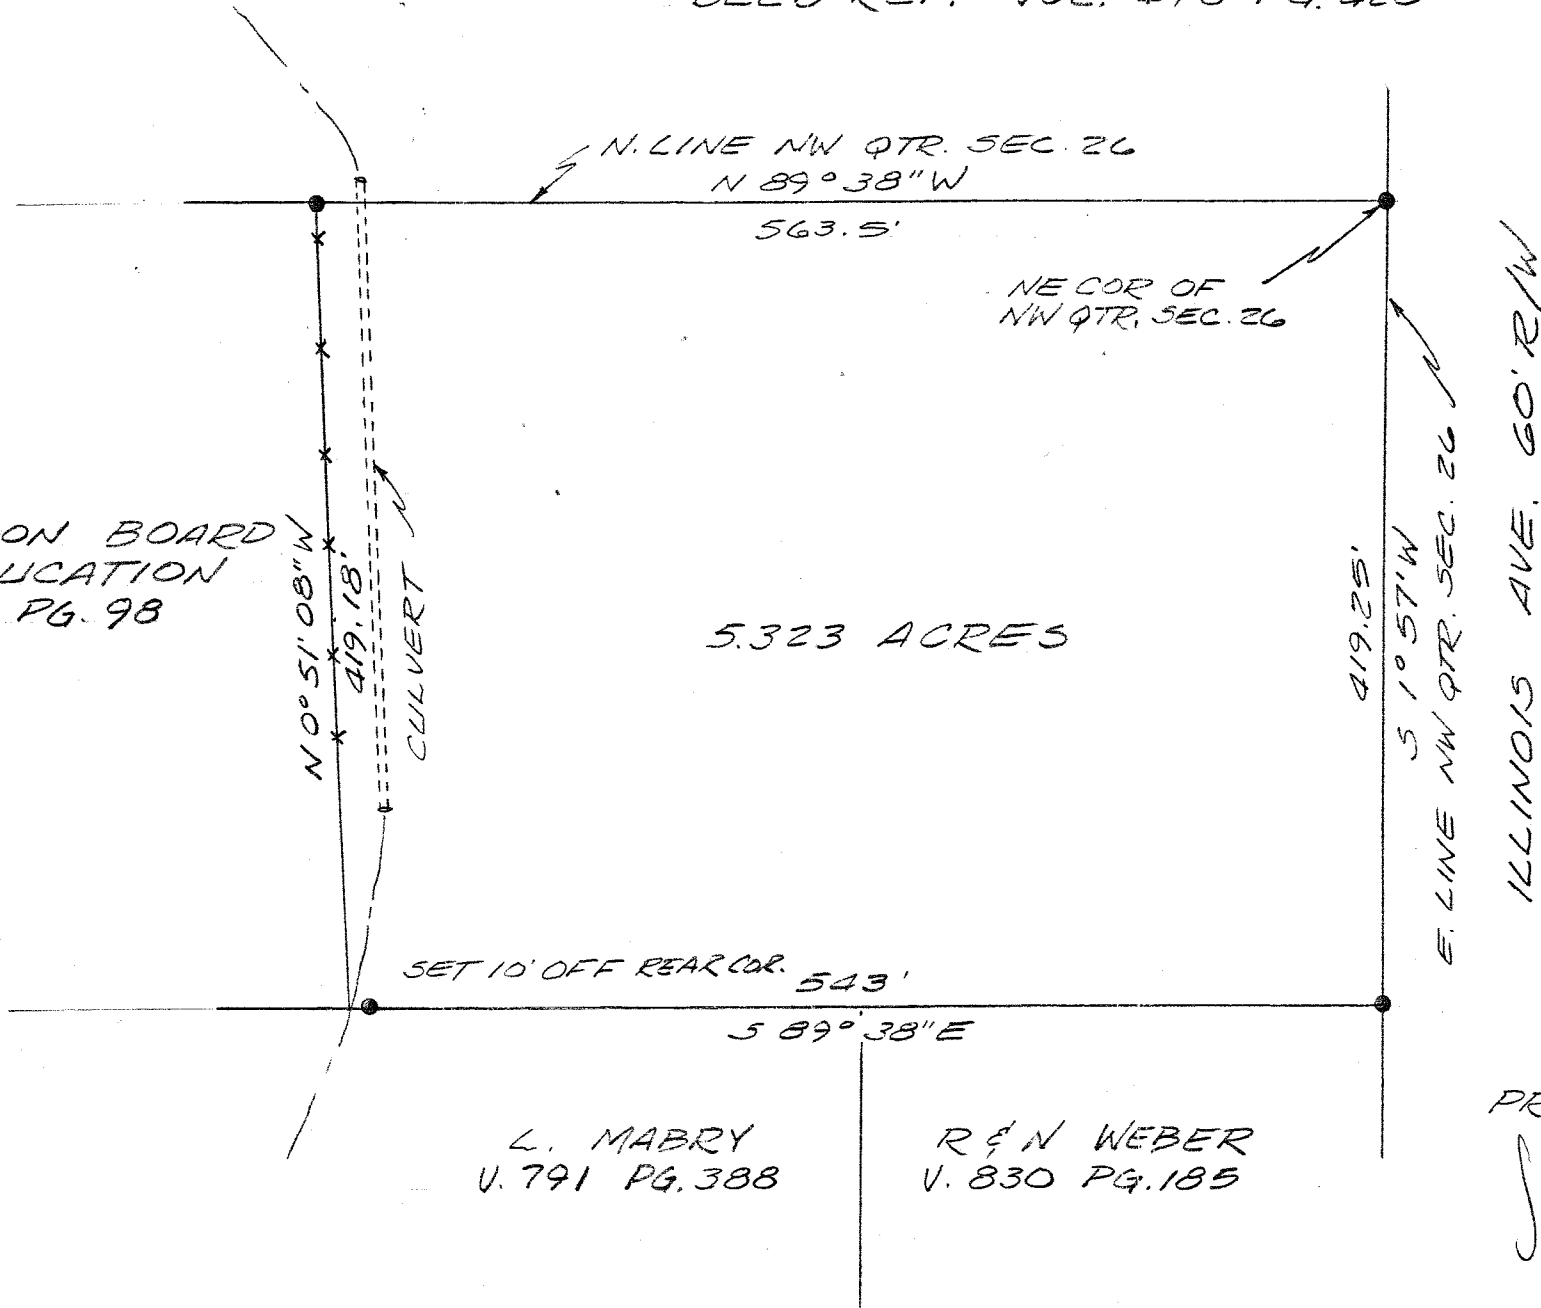 N. LINE NW QTR. SEC. 26
N 89° 38" W
563.5'
NE COR OF
NW QTR. SEC. 26
ON BOARD
UCATION
PG. 98
N 0° 51' 08" W
419.18'
CULVERT
5.323 ACRES
419.25'
S 1° 57' W
E. LINE NW QTR. SEC. 26
ILLINOIS AVE. 60' R/W
SET 10' OFF REAR COR.
543'
S 89° 38" E
L. MABRY
V. 791 PG. 388
R & N WEBER
V. 830 PG. 185
PR